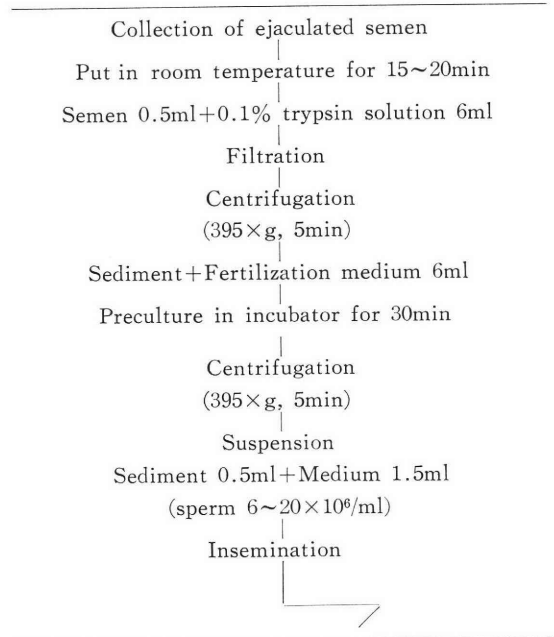 Collection of ejaculated semen
Put in room temperature for 15~20min
Semen 0.5ml+0.1% trypsin solution 6ml
Filtration
Centrifugation
(395×g, 5min)
Sediment+Fertilization medium 6ml
Preculture in incubator for 30min
Centrifugation
(395×g, 5min)
Suspension
Sediment 0.5ml+Medium 1.5ml
(sperm 6~20×10⁶/ml)
Insemination